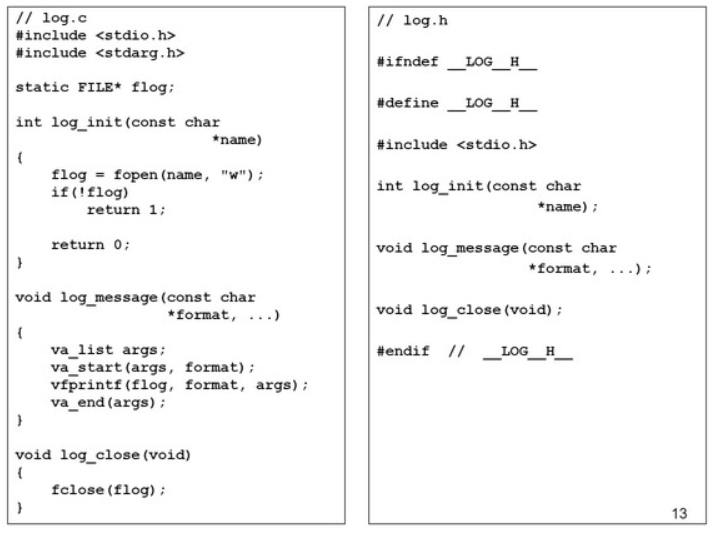 // log.c
#include <stdio.h>
#include <stdarg.h>
static FILE* flog;
int log_init(const char
*name)
{
flog = fopen(name, "w");
if(!flog)
return 1;
return 0;
}
void log_message(const char
*format, ...)
{
va_list args;
va_start(args, format);
vfprintf(flog, format, args);
va_end(args);
}
void log_close(void)
{
fclose(flog);
}
// log.h
#ifndef __LOG__H__
#define __LOG__H__
#include <stdio.h>
int log_init(const char
*name);
void log_message(const char
*format, ...);
void log_close(void);
#endif // __LOG__H__
13